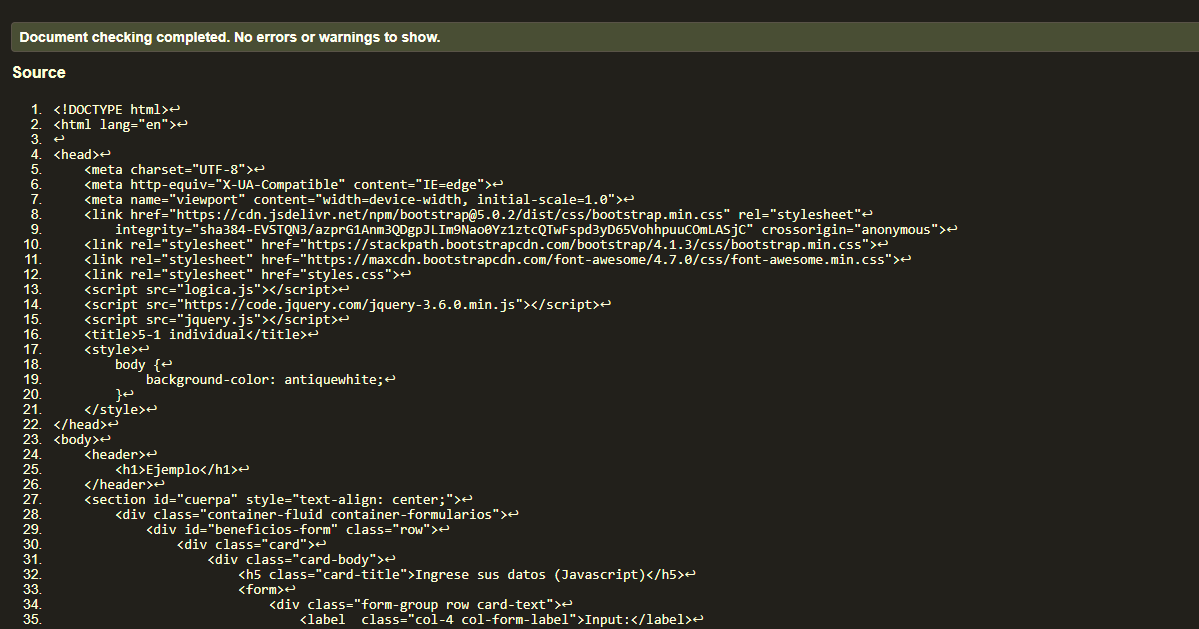 Document checking completed. No errors or warnings to show.
Source
1. <!DOCTYPE html>↩
2. <html lang="en">↩
3. ↩
4. <head>↩
5.     <meta charset="UTF-8">↩
6.     <meta http-equiv="X-UA-Compatible" content="IE=edge">↩
7.     <meta name="viewport" content="width=device-width, initial-scale=1.0">↩
8.     <link href="https://cdn.jsdelivr.net/npm/bootstrap@5.0.2/dist/css/bootstrap.min.css" rel="stylesheet"↩
9.         integrity="sha384-EVSTQN3/azprG1Anm3QDgpJLIm9Nao0Yz1ztcQTwFspd3yD65VohhpuuCOmLASjC" crossorigin="anonymous">↩
10.     <link rel="stylesheet" href="https://stackpath.bootstrapcdn.com/bootstrap/4.1.3/css/bootstrap.min.css">↩
11.     <link rel="stylesheet" href="https://maxcdn.bootstrapcdn.com/font-awesome/4.7.0/css/font-awesome.min.css">↩
12.     <link rel="stylesheet" href="styles.css">↩
13.     <script src="logica.js"></script>↩
14.     <script src="https://code.jquery.com/jquery-3.6.0.min.js"></script>↩
15.     <script src="jquery.js"></script>↩
16.     <title>5-1 individual</title>↩
17.     <style>↩
18.         body {↩
19.             background-color: antiquewhite;↩
20.         }↩
21.     </style>↩
22. </head>↩
23. <body>↩
24.     <header>↩
25.         <h1>Ejemplo</h1>↩
26.     </header>↩
27.     <section id="cuerpa" style="text-align: center;">↩
28.         <div class="container-fluid container-formularios">↩
29.             <div id="beneficios-form" class="row">↩
30.                 <div class="card">↩
31.                     <div class="card-body">↩
32.                         <h5 class="card-title">Ingrese sus datos (Javascript)</h5>↩
33.                         <form>↩
34.                             <div class="form-group row card-text">↩
35.                                 <label  class="col-4 col-form-label">Input:</label>↩